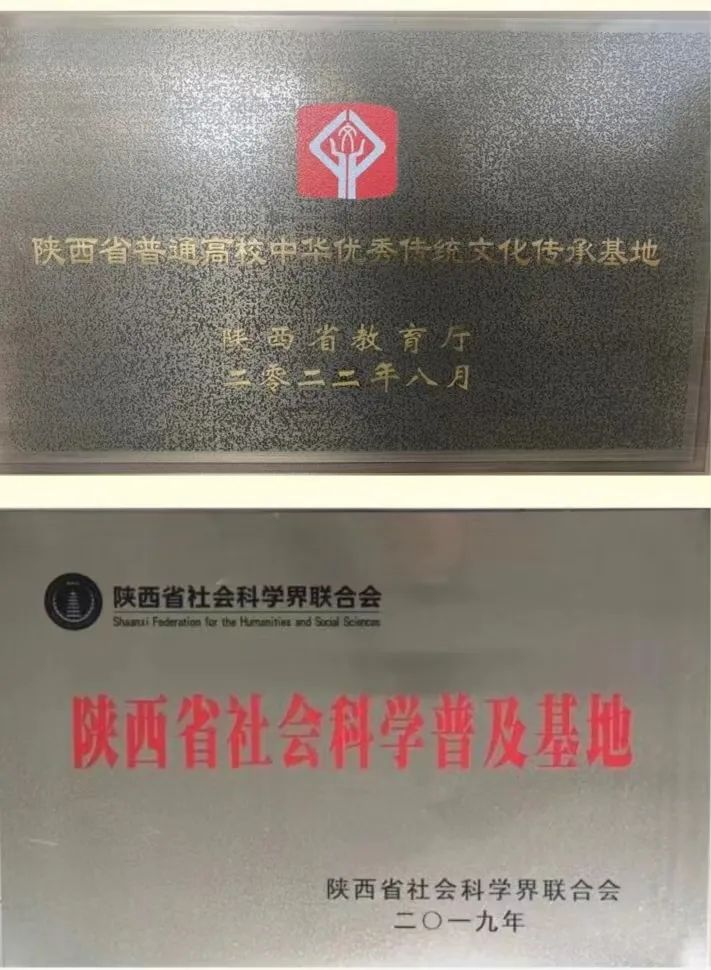 陕西省普通高校中华优秀传统文化传承基地
陕西省教育厅
二零二二年八月
陕西省社会科学界联合会
Shaanxi Federation for the Humanities and Social Sciences
陕西省社会科学普及基地
陕西省社会科学界联合会
二〇一九年